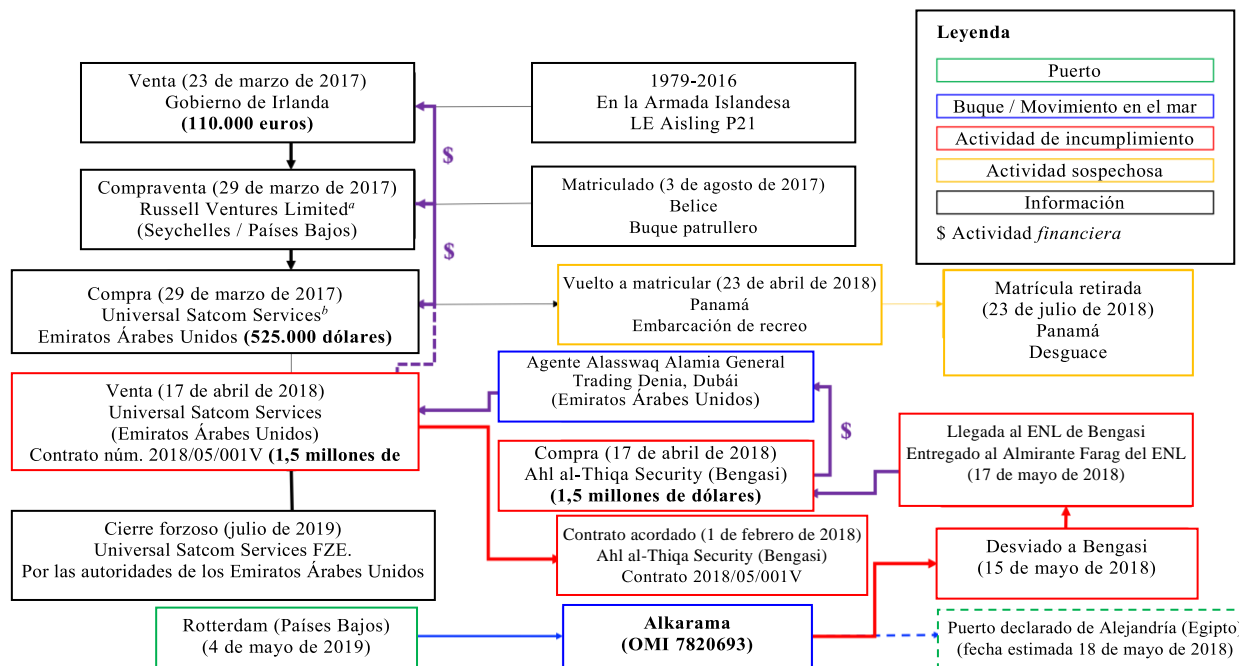 Leyenda
Puerto
Buque / Movimiento en el mar
Actividad de incumplimiento
Actividad sospechosa
Información
$ Actividad financiera
Venta (23 de marzo de 2017)
Gobierno de Irlanda
(110.000 euros)
1979-2016
En la Armada Islandesa
LE Aisling P21
$
Compraventa (29 de marzo de 2017)
Russell Ventures Limitedᵃ
(Seychelles / Países Bajos)
Matriculado (3 de agosto de 2017)
Belice
Buque patrullero
$
Compra (29 de marzo de 2017)
Universal Satcom Servicesᵇ
Emiratos Árabes Unidos (525.000 dólares)
Vuelto a matricular (23 de abril de 2018)
Panamá
Embarcación de recreo
Matrícula retirada
(23 de julio de 2018)
Panamá
Desguace
Venta (17 de abril de 2018)
Universal Satcom Services
(Emiratos Árabes Unidos)
Contrato núm. 2018/05/001V (1,5 millones de
Agente Alasswaq Alamia General
Trading Denia, Dubái
(Emiratos Árabes Unidos)
$
Compra (17 de abril de 2018)
Ahl al-Thiqa Security (Bengasi)
(1,5 millones de dólares)
Llegada al ENL de Bengasi
Entregado al Almirante Farag del ENL
(17 de mayo de 2018)
Cierre forzoso (julio de 2019)
Universal Satcom Services FZE.
Por las autoridades de los Emiratos Árabes Unidos
Contrato acordado (1 de febrero de 2018)
Ahl al-Thiqa Security (Bengasi)
Contrato 2018/05/001V
Desviado a Bengasi
(15 de mayo de 2018)
Rotterdam (Países Bajos)
(4 de mayo de 2019)
Alkarama
(OMI 7820693)
Puerto declarado de Alejandría (Egipto)
(fecha estimada 18 de mayo de 2018)